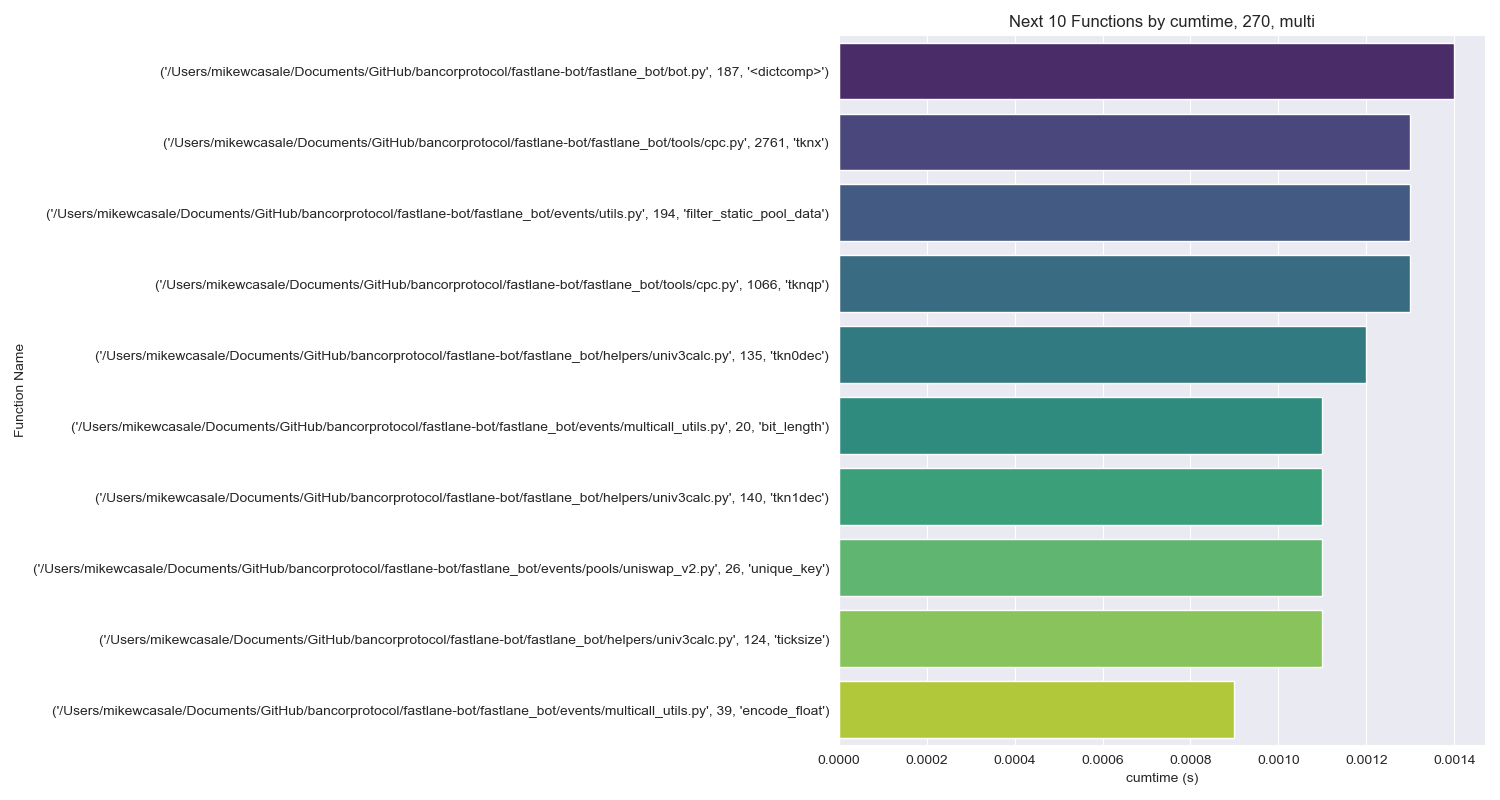 Next 10 Functions by cumtime, 270, multi
('/Users/mikewcasale/Documents/GitHub/bancorprotocol/fastlane-bot/fastlane_bot/bot.py', 187, '<dictcomp>')
('/Users/mikewcasale/Documents/GitHub/bancorprotocol/fastlane-bot/fastlane_bot/tools/cpc.py', 2761, 'tknx')
('/Users/mikewcasale/Documents/GitHub/bancorprotocol/fastlane-bot/fastlane_bot/events/utils.py', 194, 'filter_static_pool_data')
('/Users/mikewcasale/Documents/GitHub/bancorprotocol/fastlane-bot/fastlane_bot/tools/cpc.py', 1066, 'tknqp')
('/Users/mikewcasale/Documents/GitHub/bancorprotocol/fastlane-bot/fastlane_bot/helpers/univ3calc.py', 135, 'tkn0dec')
('/Users/mikewcasale/Documents/GitHub/bancorprotocol/fastlane-bot/fastlane_bot/events/multicall_utils.py', 20, 'bit_length')
('/Users/mikewcasale/Documents/GitHub/bancorprotocol/fastlane-bot/fastlane_bot/helpers/univ3calc.py', 140, 'tkn1dec')
('/Users/mikewcasale/Documents/GitHub/bancorprotocol/fastlane-bot/fastlane_bot/events/pools/uniswap_v2.py', 26, 'unique_key')
('/Users/mikewcasale/Documents/GitHub/bancorprotocol/fastlane-bot/fastlane_bot/helpers/univ3calc.py', 124, 'ticksize')
('/Users/mikewcasale/Documents/GitHub/bancorprotocol/fastlane-bot/fastlane_bot/events/multicall_utils.py', 39, 'encode_float')
Function Name
0.0000 0.0002 0.0004 0.0006 0.0008 0.0010 0.0012 0.0014
cumtime (s)